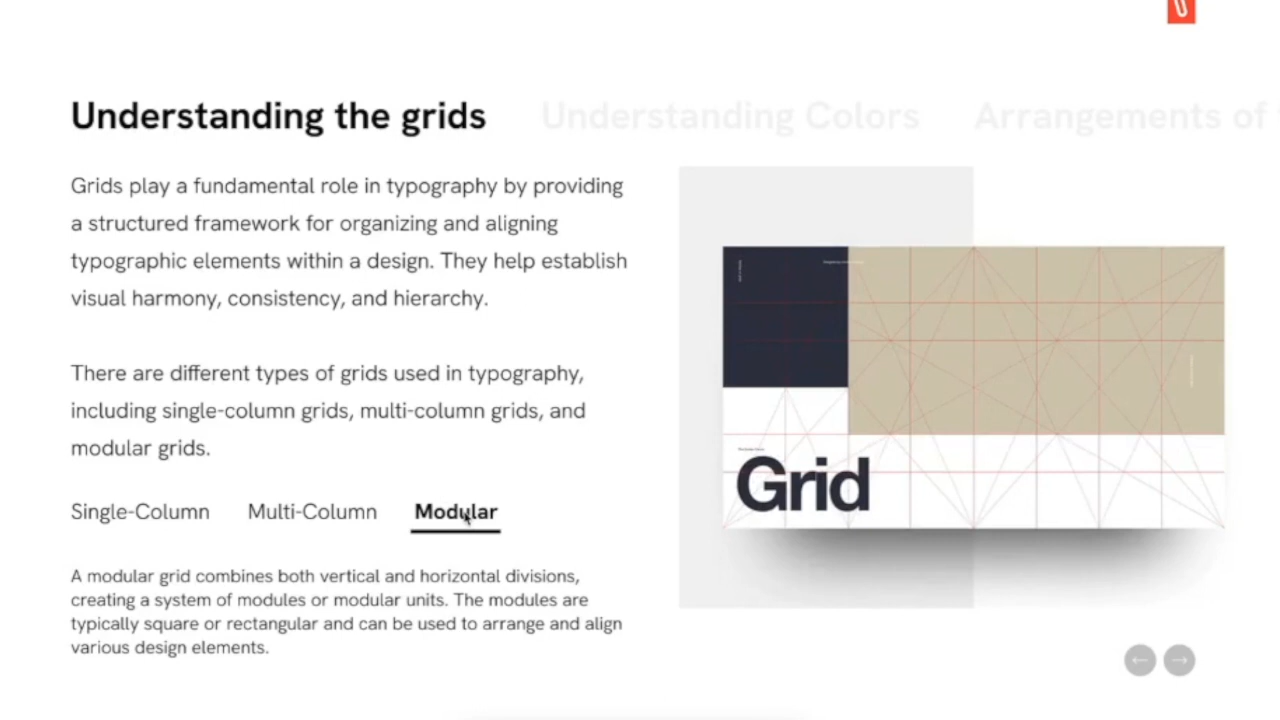 Understanding the grids Understanding Colors Arrangements of
Grids play a fundamental role in typography by providing
a structured framework for organizing and aligning
typographic elements within a design. They help establish
visual harmony, consistency, and hierarchy.
There are different types of grids used in typography,
including single-column grids, multi-column grids, and
modular grids.
Single-Column Multi-Column Modular
A modular grid combines both vertical and horizontal divisions,
creating a system of modules or modular units. The modules are
typically square or rectangular and can be used to arrange and align
various design elements.
Grid